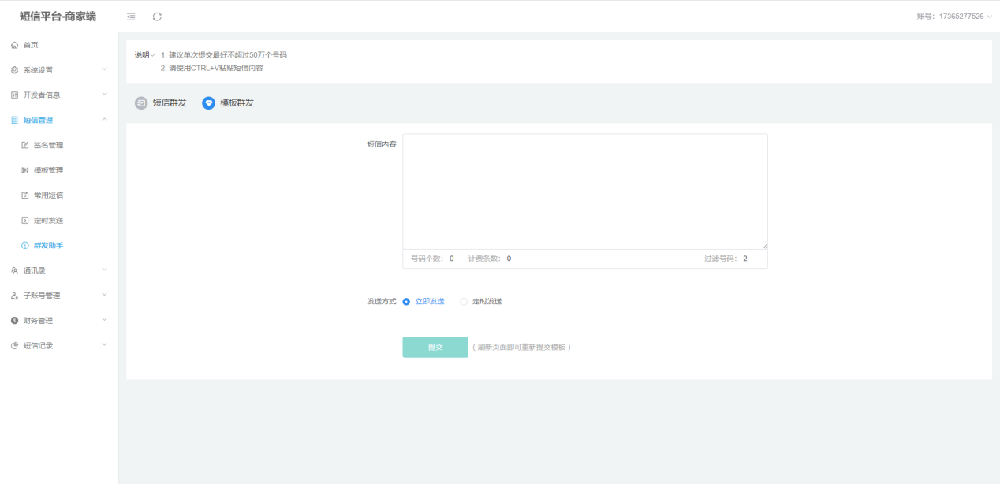 短信平台-商家端
账号：17365277526
首页
系统设置
开发者信息
短信管理
签名管理
模板管理
常用短信
定时发送
群发助手
通讯录
子账号管理
财务管理
短信记录
说明 1. 建议单次提交最好不超过50万个号码
2. 请使用CTRL+V粘贴短信内容
短信群发 模板群发
短信内容
号码个数： 0 计费条数： 0 过滤号码： 2
发送方式 立即发送 定时发送
提交 ( 刷新页面即可重新提交模板 )